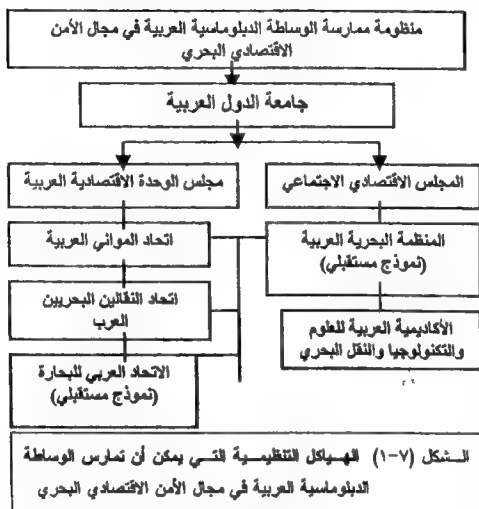 منظومة ممارسة الوساطة الدبلوماسية العربية في مجال الأمن
الاقتصادي البحري
جامعة الدول العربية
المجلس الاقتصادي الاجتماعي
مجلس الوحدة الاقتصادية العربية
المنظمة البحرية العربية
(نموذج مستقبلي)
اتحاد الموانى العربية
الأكاديمية العربية للعلوم
والتكنولوجيا والنقل البحري
اتحاد النقالين البحريين
العرب
الاتحاد العربي للبحارة
(نموذج مستقبلي)
الشكل (٧-١) الهياكل التنظيمية التي يمكن أن تمارس الوساطة
الدبلوماسية العربية في مجال الأمن الاقتصادي البحري